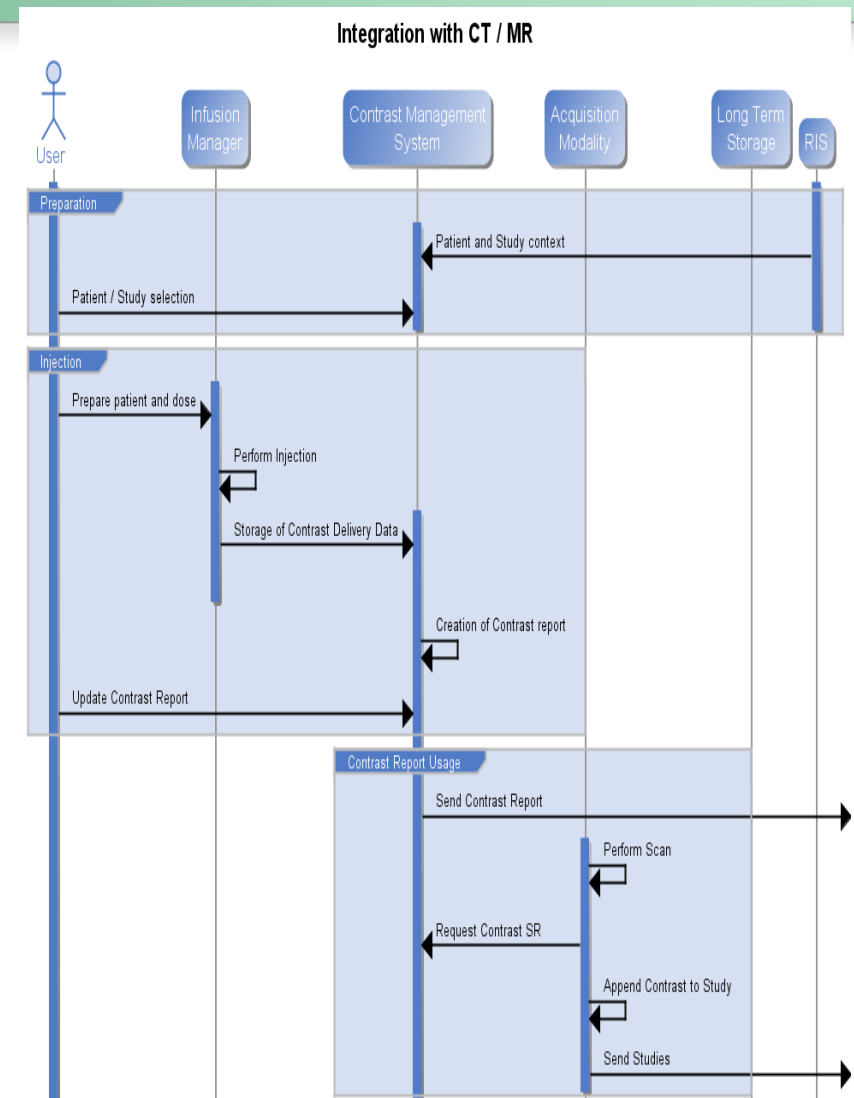 Integration with CT / MR
User
Infusion
Manager
Contrast Management
System
Acquisition
Modality
Long Term
Storage
RIS
Preparation
Patient and Study context
Patient / Study selection
Injection
Prepare patient and dose
Perform Injection
Storage of Contrast Delivery Data
Creation of Contrast report
Update Contrast Report
Contrast Report Usage
Send Contrast Report
Perform Scan
Request Contrast SR
Append Contrast to Study
Send Studies